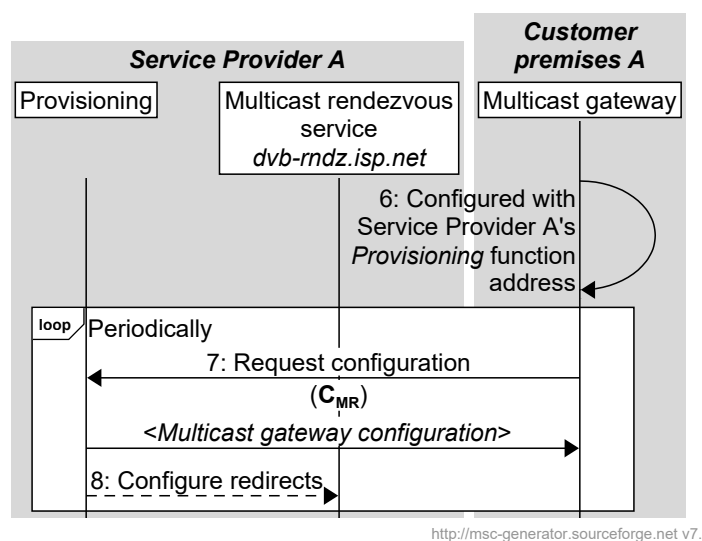 Service Provider A
Customer
premises A
Provisioning
Multicast rendezvous
service
dvb-rndz.isp.net
Multicast gateway
6: Configured with
Service Provider A's
Provisioning function
address
loop
Periodically
7: Request configuration
(CMR)
<Multicast gateway configuration>
8: Configure redirects
http://msc-generator.sourceforge.net v7.